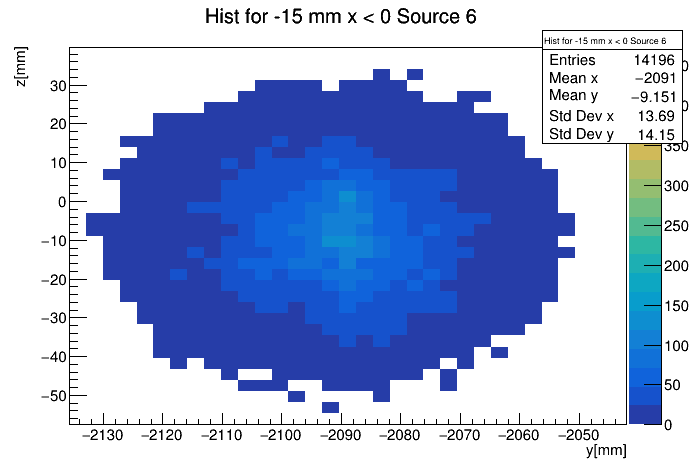 Hist for -15 mm x < 0 Source 6
Hist for -15 mm x < 0 Source 6
Entries 14196
Mean x −2091
Mean y −9.151
Std Dev x 13.69
Std Dev y 14.15
z[mm]
30
20
10
0
−10
−20
−30
−40
−50
−2130 −2120 −2110 −2100 −2090 −2080 −2070 −2060 −2050
y[mm]
350
300
250
200
150
100
50
0